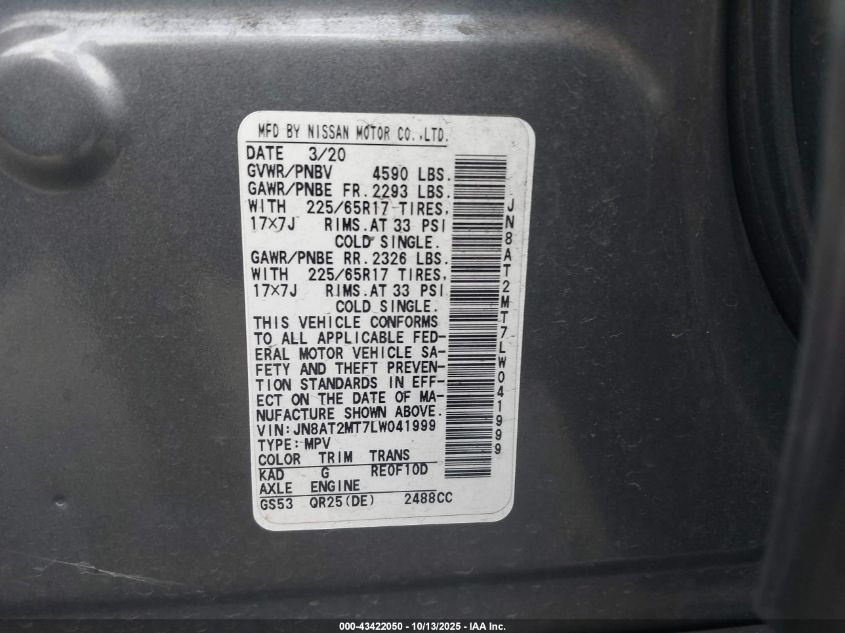 MFD BY NISSAN MOTOR CO.,LTD.
DATE 3/20
GVWR/PNBV 4590 LBS.
GAWR/PNBE FR.2293 LBS.
WITH 225/65R17 TIRES,
17×7J RIMS.AT 33 PSI
COLD SINGLE.
GAWR/PNBE RR.2326 LBS.
WITH 225/65R17 TIRES,
17×7J RIMS.AT 33 PSI
COLD SINGLE.
THIS VEHICLE CONFORMS
TO ALL APPLICABLE FED-
ERAL MOTOR VEHICLE SA-
FETY AND THEFT PREVEN-
TION STANDARDS IN EFF-
ECT ON THE DATE OF MA-
NUFACTURE SHOWN ABOVE.
VIN:JN8AT2MT7LW041999
TYPE:MPV
COLOR TRIM TRANS
KAD G RE0F10D
AXLE ENGINE
GS53 QR25(DE) 2488CC
JN8AT2MT7LW041999
000-43422050 - 10/13/2025 - IAA Inc.